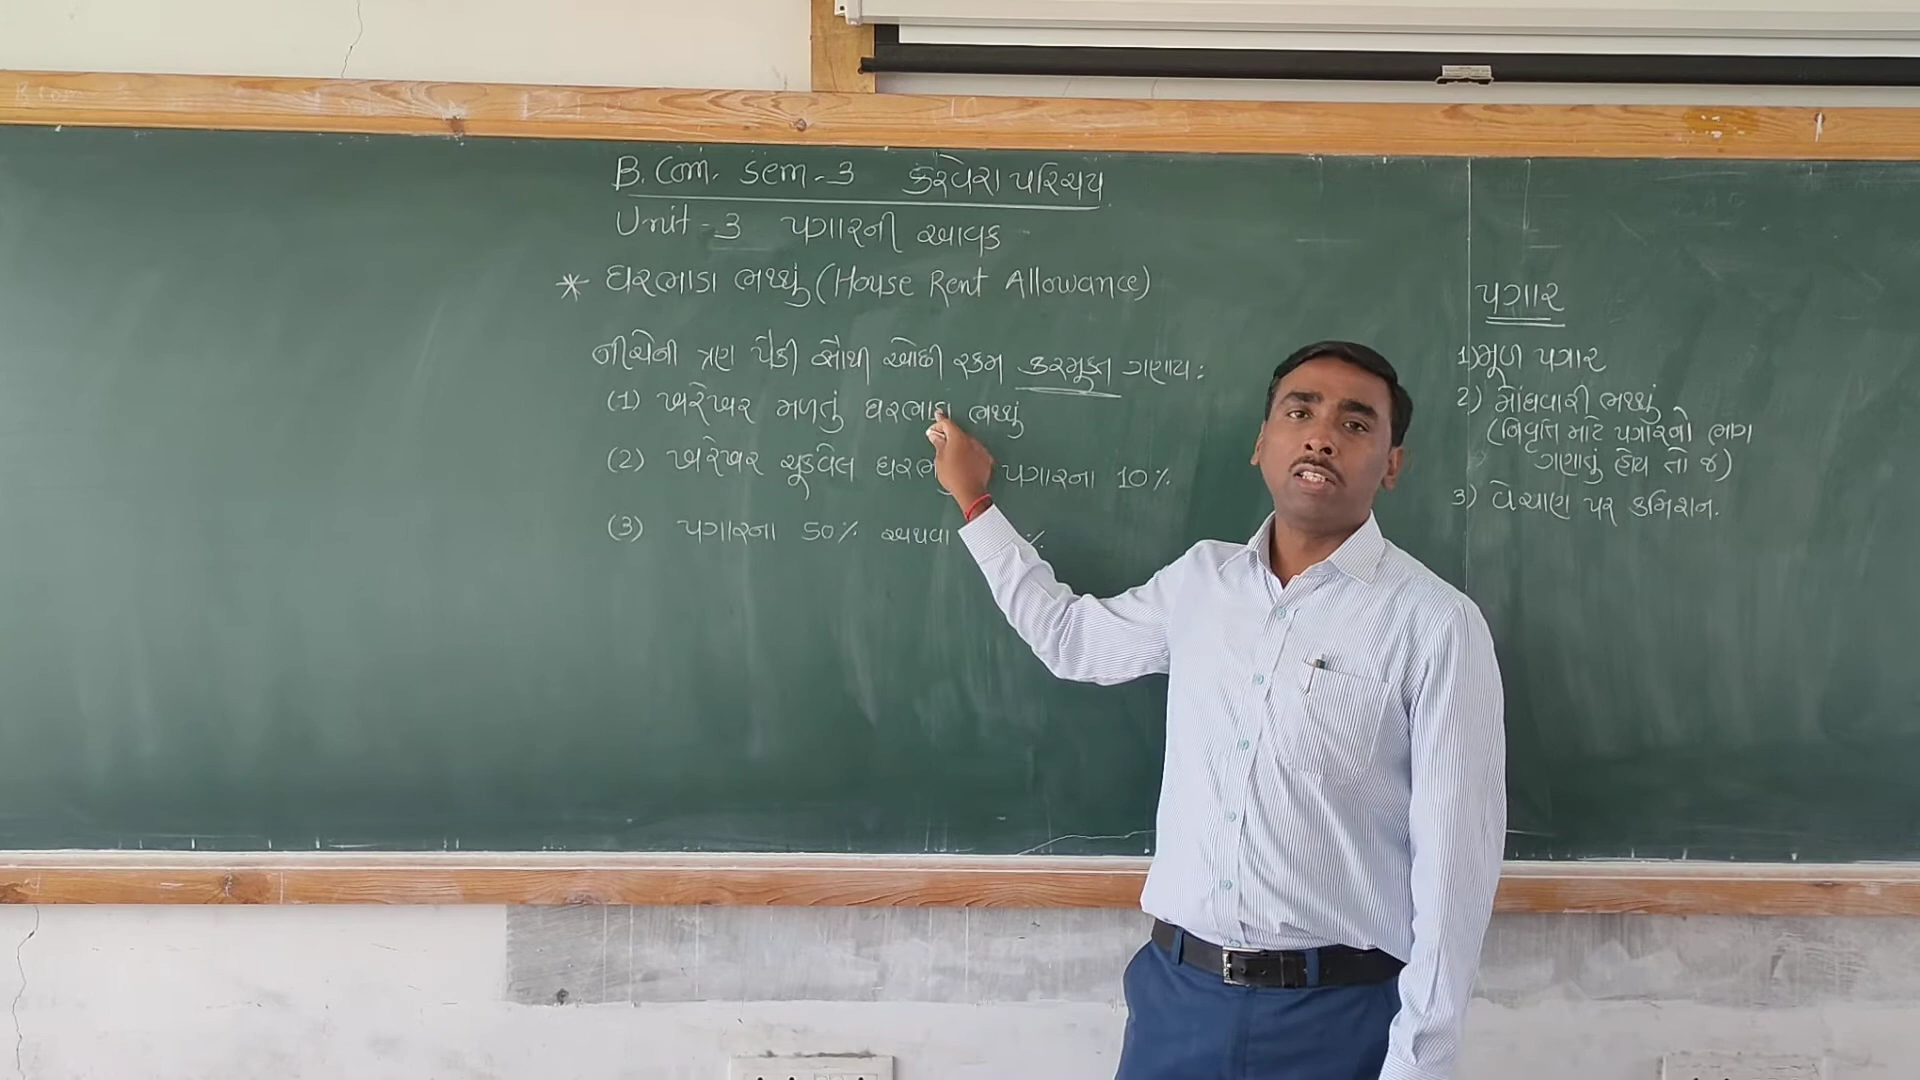 B.Com. Sem-3 કરવેરા પરિચય
Unit-3 પગારની આવક
* ઘરભાડા ભથ્થું (House Rent Allowance)
નીચેની ત્રણ પૈકી સૌથી ઓછી રકમ કરમુક્ત ગણાય:
(1) ખરેખર મળતું ઘરભાડા ભથ્થું
(2) ખરેખર ચૂકવેલ પગારના 10%
(3) પગારના 50% અથવા
પગાર
1) મૂળ પગાર
2) મોંઘવારી ભથ્થું
(નિવૃત્તિ માટે પગારનો ભાગ
ગણાતું હોય તો જ)
3) વેચાણ પર કમિશન.